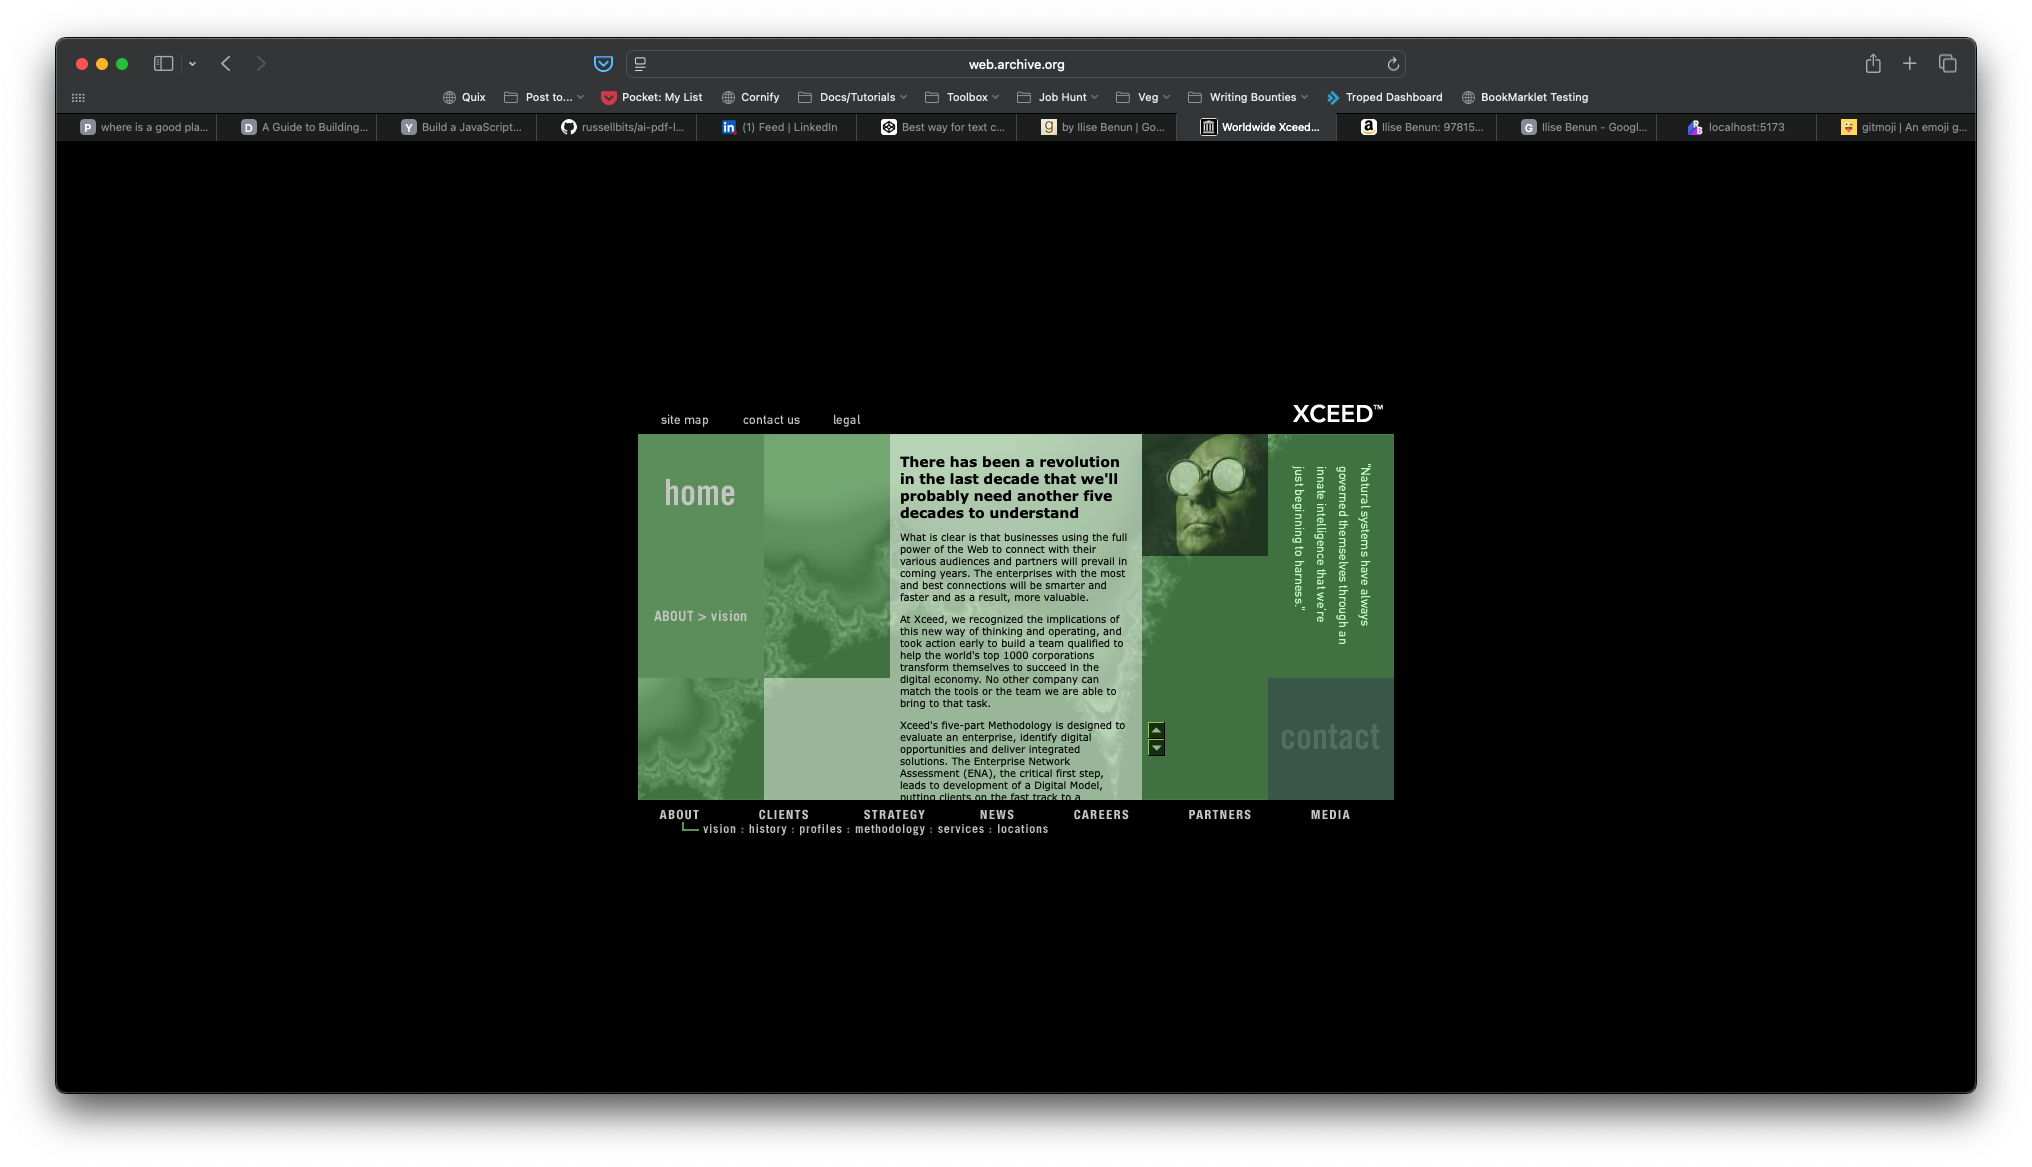 web.archive.org
Quix
Post to...
Pocket: My List
Cornify
Docs/Tutorials
Toolbox
Job Hunt
Veg
Writing Bounties
Troped Dashboard
BookMarklet Testing
P where is a good pla...
D A Guide to Building...
Y Build a JavaScript...
russellbits/ai-pdf-l...
in (1) Feed | LinkedIn
Best way for text c...
g by Ilise Benun | Go...
Worldwide Xceed...
a Ilise Benun: 97815...
G Ilise Benun - Googl...
localhost:5173
gitmoji | An emoji g...
site map
contact us
legal
XCEED™
home
ABOUT > vision
There has been a revolution
in the last decade that we'll
probably need another five
decades to understand
What is clear is that businesses using the full
power of the Web to connect with their
various audiences and partners will prevail in
coming years. The enterprises with the most
and best connections will be smarter and
faster and as a result, more valuable.
At Xceed, we recognized the implications of
this new way of thinking and operating, and
took action early to build a team qualified to
help the world's top 1000 corporations
transform themselves to succeed in the
digital economy. No other company can
match the tools or the team we are able to
bring to that task.
Xceed's five-part Methodology is designed to
evaluate an enterprise, identify digital
opportunities and deliver integrated
solutions. The Enterprise Network
Assessment (ENA), the critical first step,
leads to development of a Digital Model,
putting clients on the fast track to a
"Natural systems have always
governed themselves through an
innate intelligence that we're
just beginning to harness."
contact
ABOUT
CLIENTS
STRATEGY
NEWS
CAREERS
PARTNERS
MEDIA
vision : history : profiles : methodology : services : locations